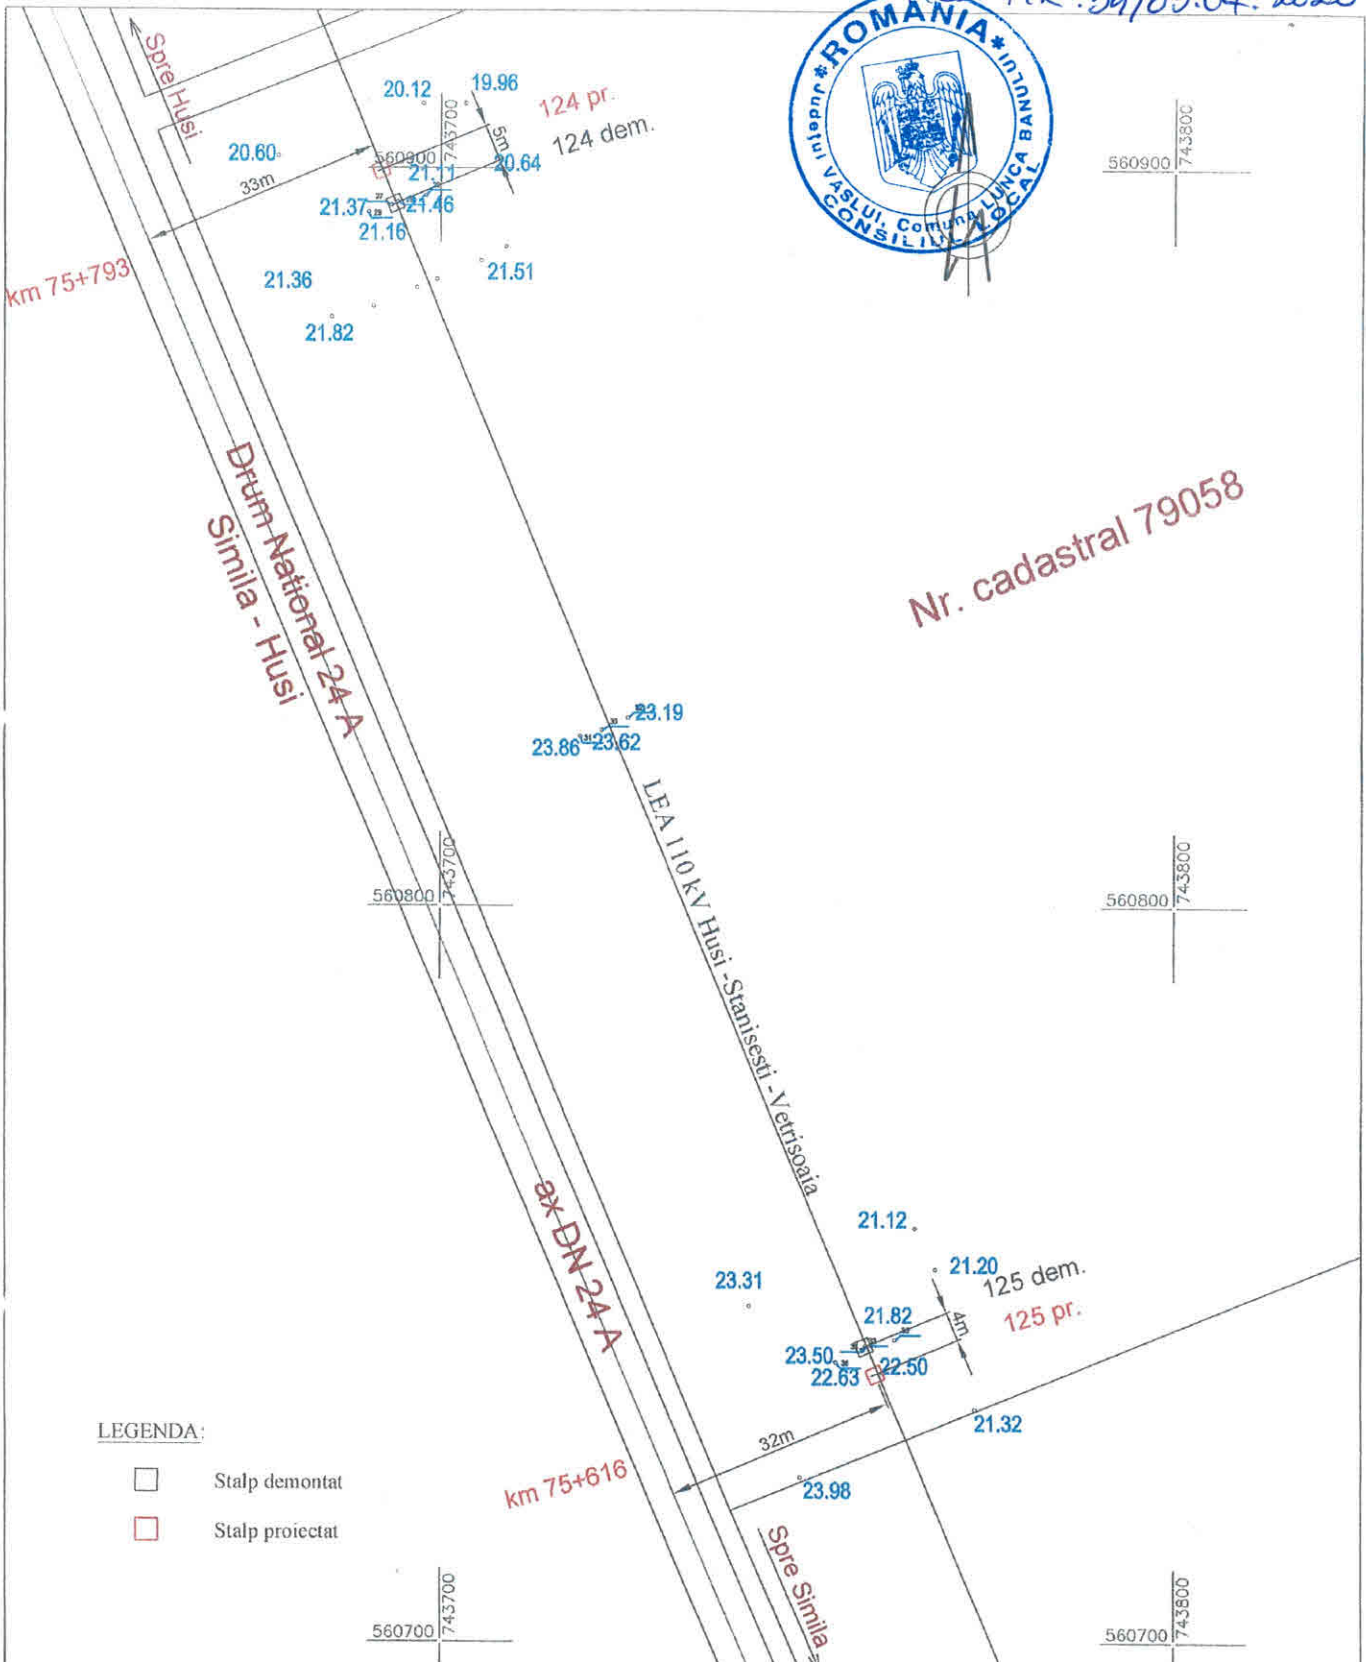 Spre Husi
20.12
19.96
124 pr.
124 dem.
5m
20.60
33m
560900
743700
21.11
20.64
21.37
21.46
21.16
21.36
21.51
21.82
km 75+793
*ROMÂNIA*
Județul VASLUI, Comuna LUNCA BANULUI
CONSILIUL LOCAL
560900
743800
Drum National 24 A
Simila - Husi
Nr. cadastral 79058
23.19
23.86
23.62
LEA 110 kV Husi -Stanisesti -Vetrisoaia
560800
743700
560800
743800
ax DN 24 A
21.12
21.20
23.31
125 dem.
125 pr.
21.82
4m
23.50
22.63
22.50
21.32
32m
km 75+616
23.98
Spre Simila
LEGENDA:
Stalp demontat
Stalp proiectat
560700
743700
560700
743800